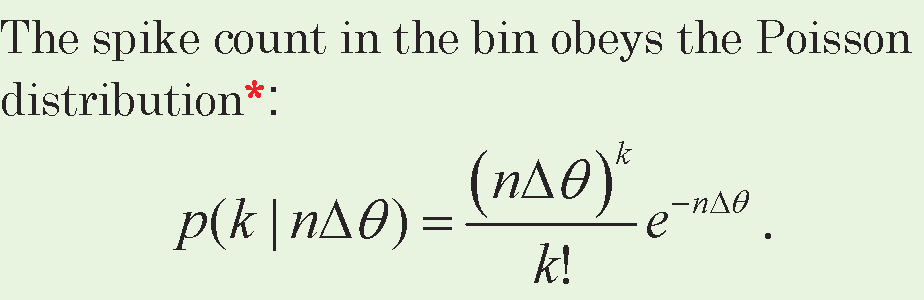 The spike count in the bin obeys the Poisson
distribution*:
p(k | nΔθ) = (nΔθ)^k / k! e^{-nΔθ} .